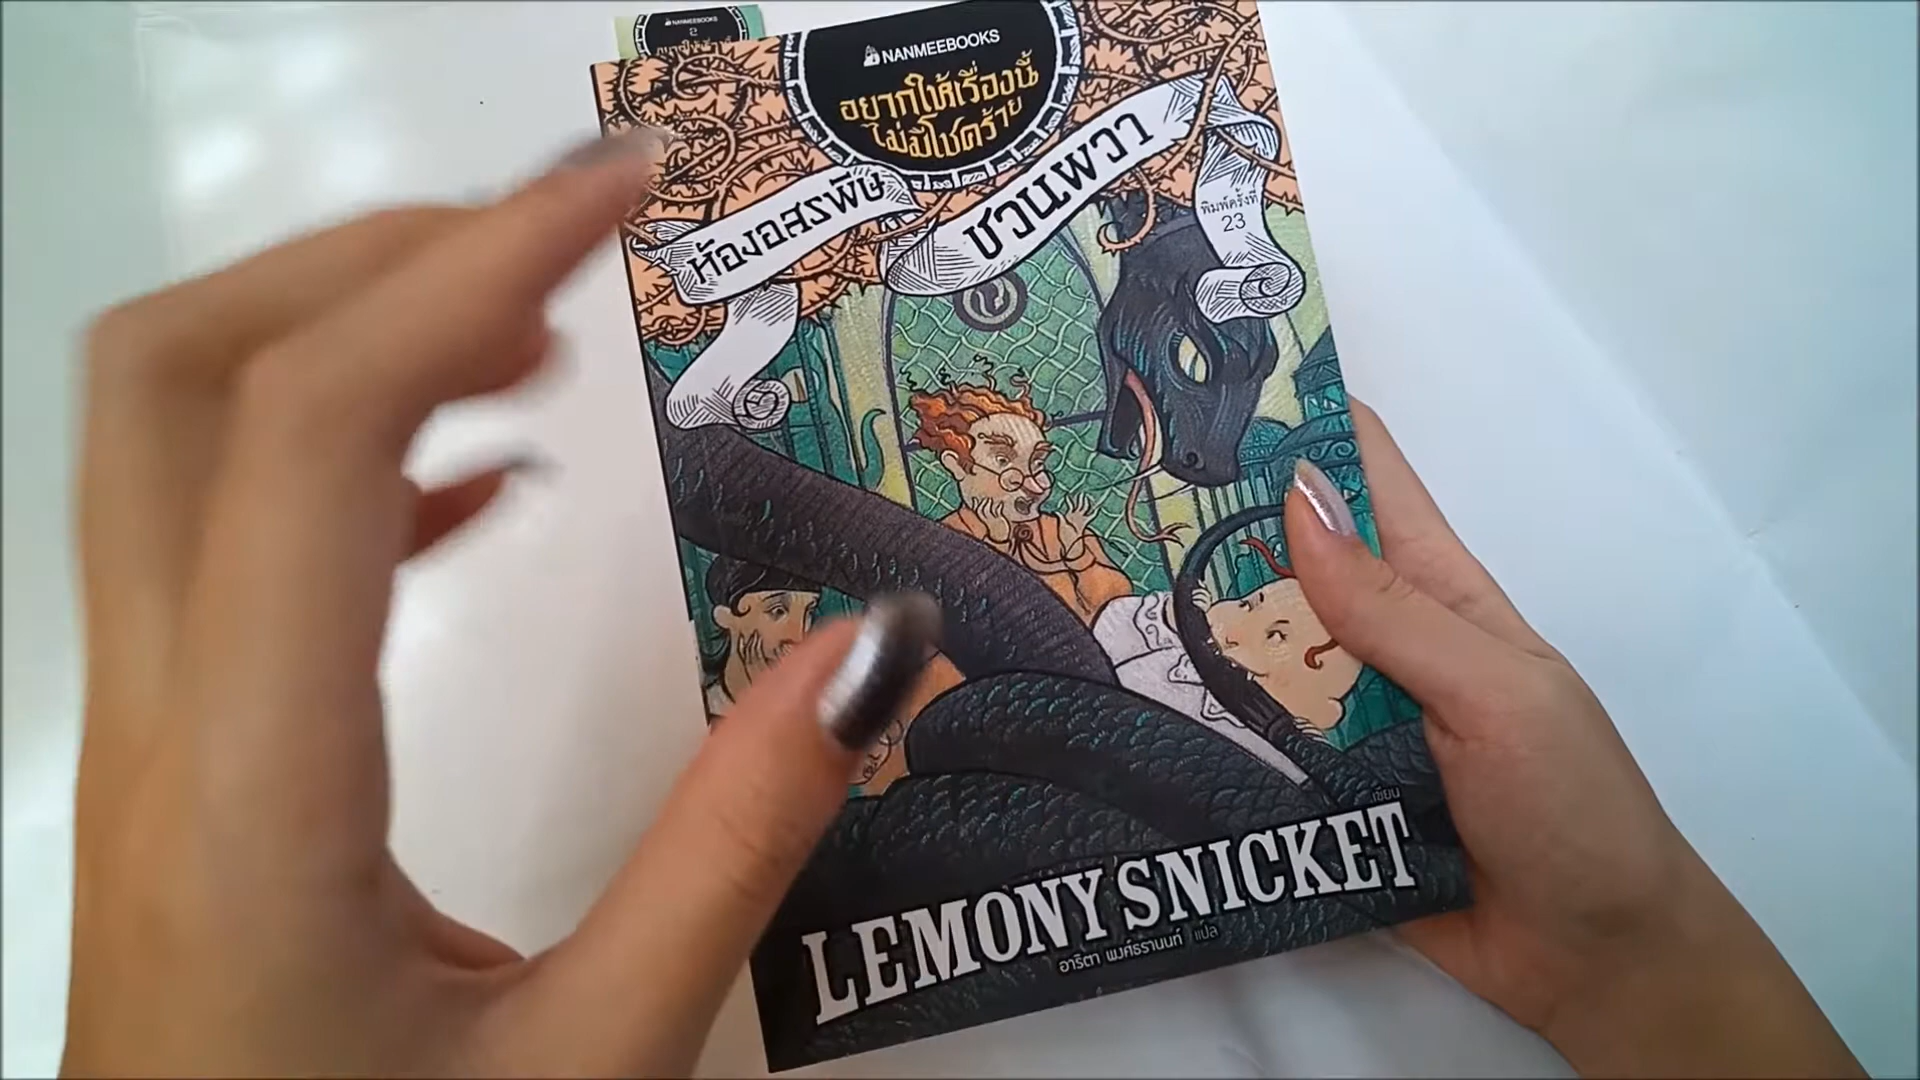 NANMEEBOOKS
NANMEEBOOKS
อยากให้เรื่องนี้
ไม่มีโชคร้าย
ห้องอสรพิษ
ชวนผวา
พิมพ์ครั้งที่
23
เขียน
LEMONY SNICKET
อาริตา พงศ์ธรานนท์ แปล